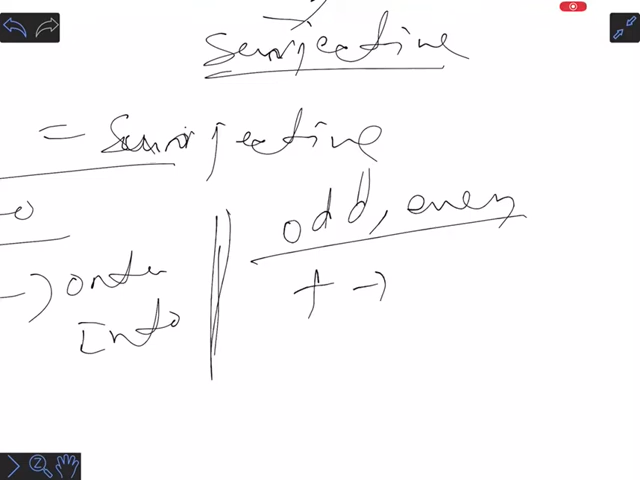 surjective
= surjective
odd, even
f →
→ onto
Into